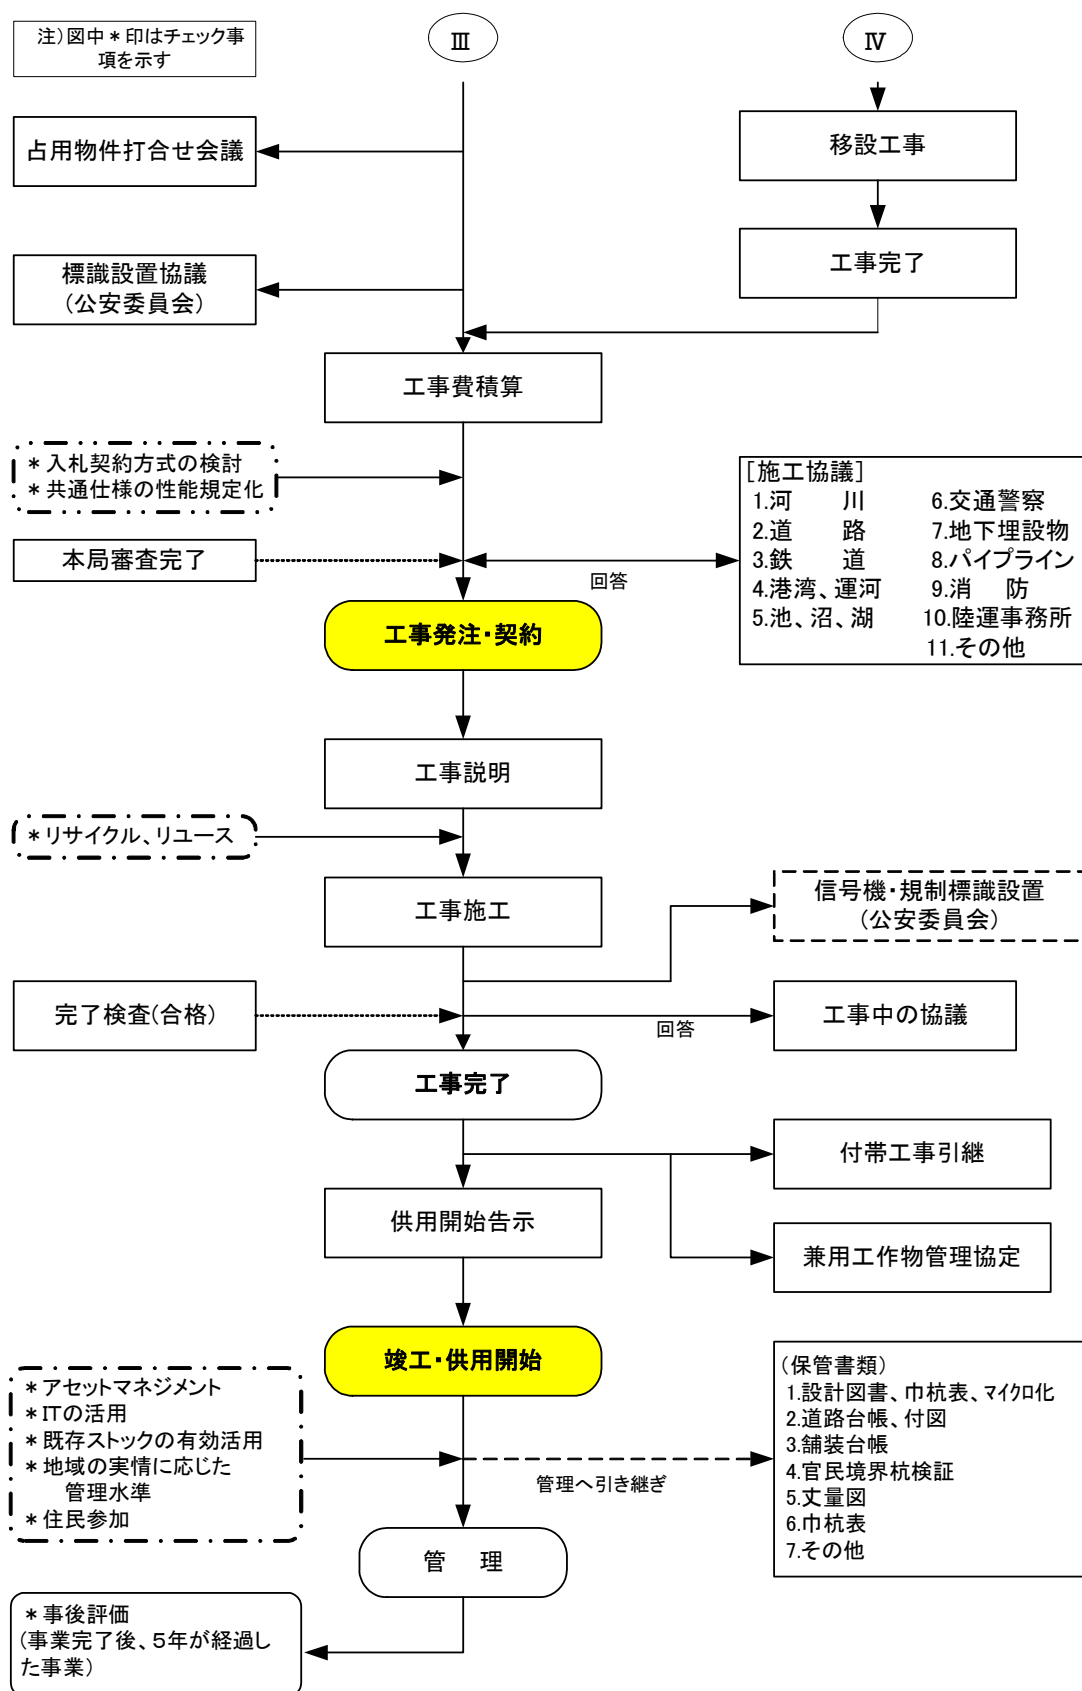 注)図中＊印はチェック事
項を示す
Ⅲ
Ⅳ
占用物件打合せ会議
移設工事
標識設置協議
(公安委員会)
工事完了
工事費積算
＊入札契約方式の検討
＊共通仕様の性能規定化
[施工協議]
1.河　　川
2.道　　路
3.鉄　　道
4.港湾、運河
5.池、沼、湖
6.交通警察
7.地下埋設物
8.パイプライン
9.消　防
10.陸運事務所
11.その他
本局審査完了
回答
工事発注・契約
工事説明
＊リサイクル、リユース
工事施工
信号機・規制標識設置
(公安委員会)
完了検査(合格)
回答
工事中の協議
工事完了
付帯工事引継
供用開始告示
兼用工作物管理協定
竣工・供用開始
＊アセットマネジメント
＊ITの活用
＊既存ストックの有効活用
＊地域の実情に応じた
管理水準
＊住民参加
管理へ引き継ぎ
(保管書類)
1.設計図書、巾杭表、マイクロ化
2.道路台帳、付図
3.舗装台帳
4.官民境界杭検証
5.丈量図
6.巾杭表
7.その他
管　理
＊事後評価
(事業完了後、５年が経過し
た事業)